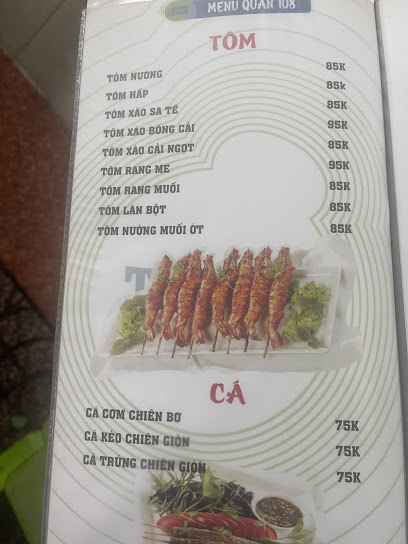 MENU QUÁN 108
TÔM
TÔM NƯỚNG 85K
TÔM HẤP 85k
TÔM XÀO SA TẾ 85K
TÔM XÀO BÔNG CẢI 95K
TÔM XÀO CẢI NGỌT 85K
TÔM RANG ME 95K
TÔM RANG MUỐI 85K
TÔM LĂN BỘT 85K
TÔM NƯỚNG MUỐI ỚT 85K
CÁ
CÁ CƠM CHIÊN BƠ 75K
CÁ KÈO CHIÊN GIÒN 75K
CÁ TRỨNG CHIÊN GIÒN 75K